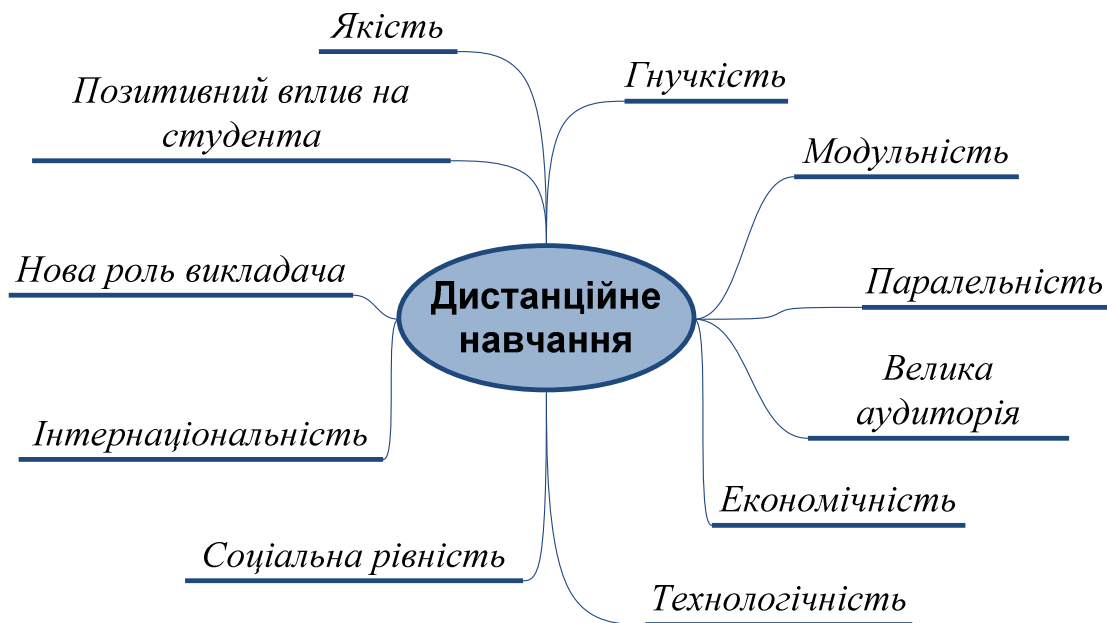 Якість
Гнучкість
Позитивний вплив на
студента
Модульність
Нова роль викладача
Дистанційне
навчання
Паралельність
Велика
аудиторія
Інтернаціональність
Економічність
Соціальна рівність
Технологічність